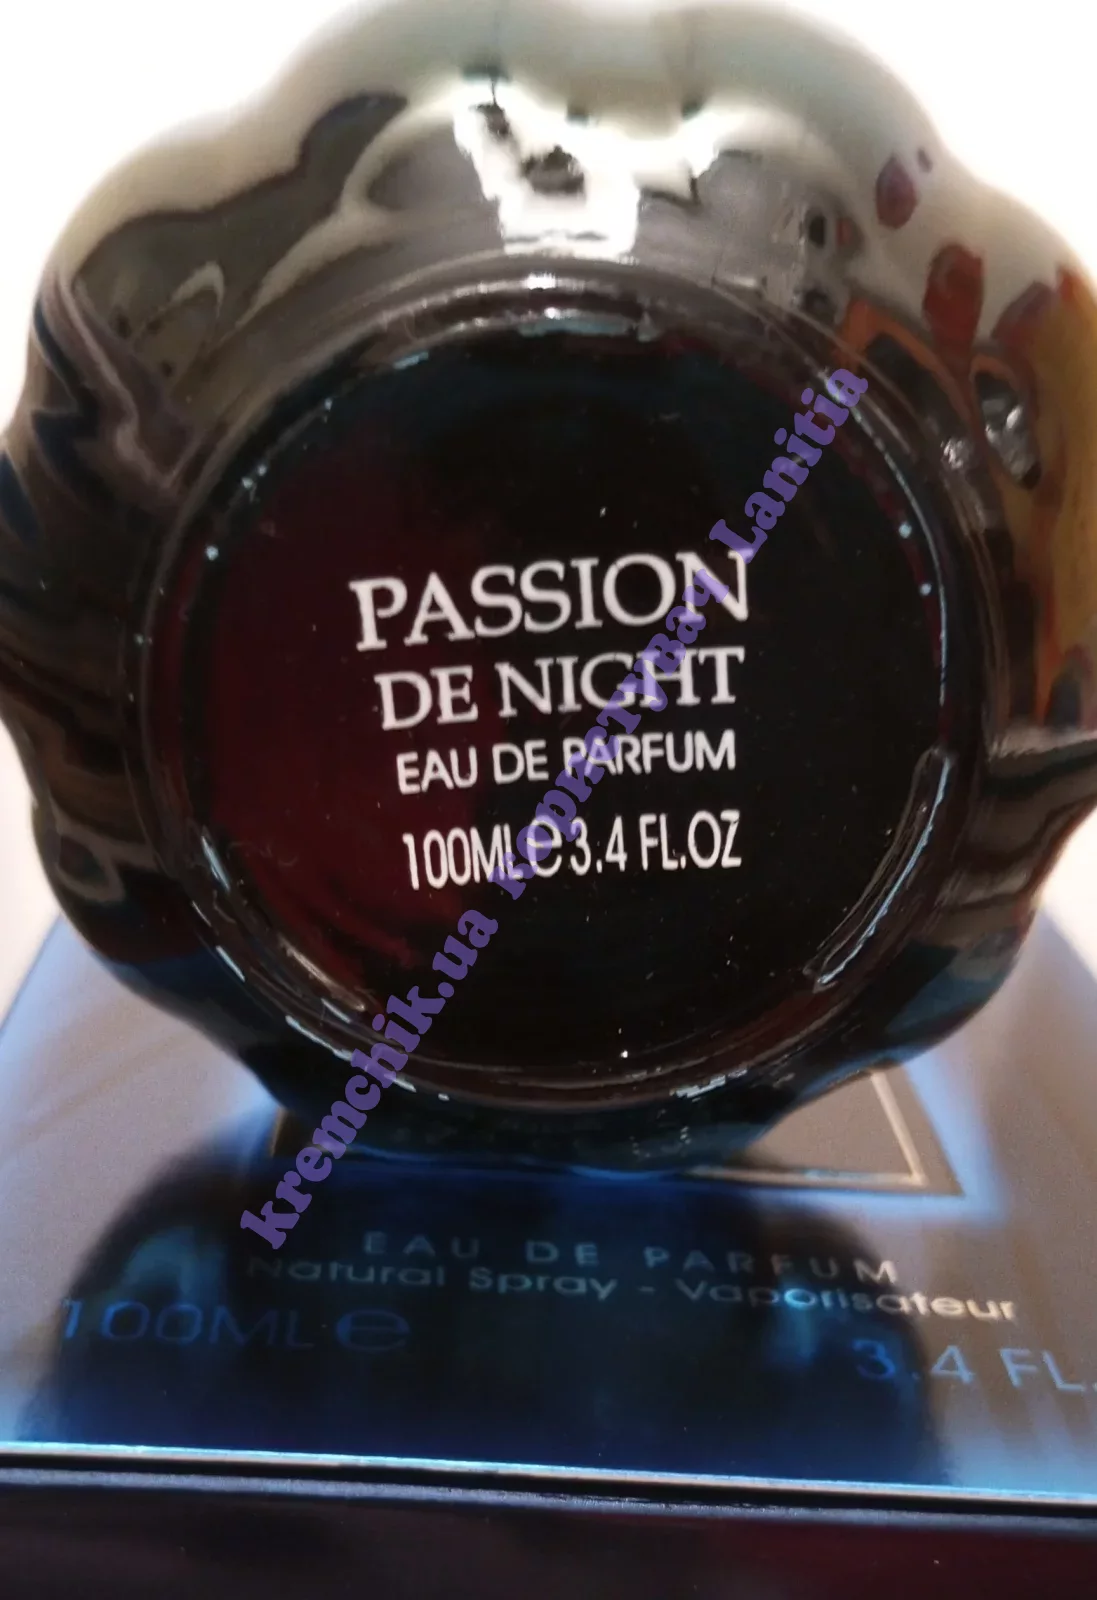 PASSION
DE NIGHT
EAU DE PARFUM
100ML e 3.4 FL.OZ
kremchik.ua користувач Lanitia
EAU DE PARFUM
Natural Spray - Vaporisateur
100ML e
3.4 FL.